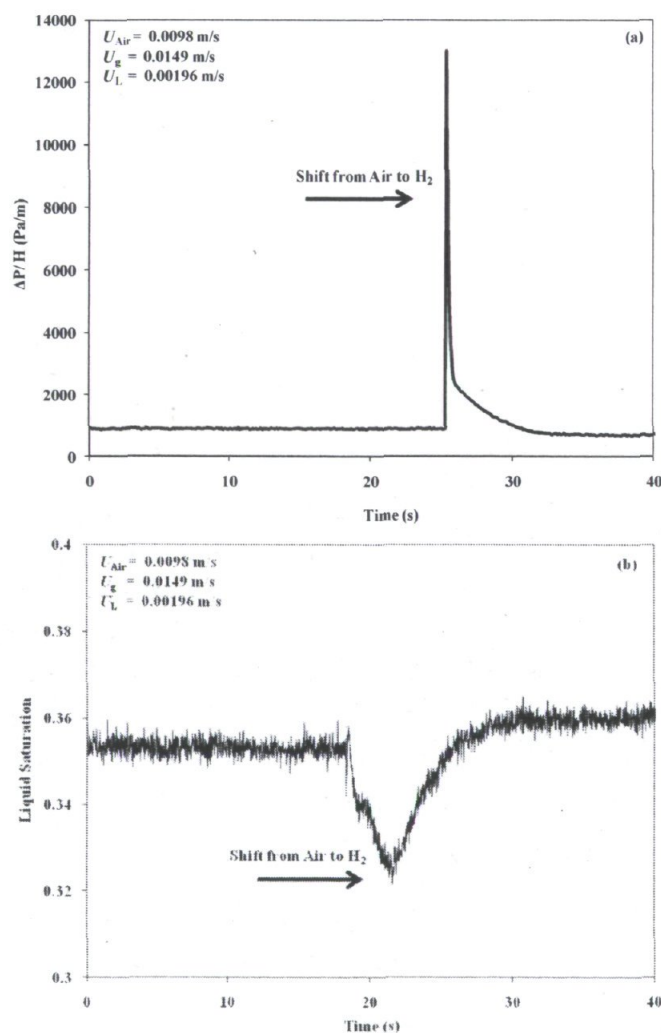 14000
12000
10000
8000
6000
4000
2000
0
ΔP/H (Pa/m)
U_Air = 0.0098 m/s
U_g = 0.0149 m/s
U_L = 0.00196 m/s
(a)
Shift from Air to H₂
0 10 20 30 40
Time (s)
0.4
0.38
0.36
0.34
0.32
0.3
Liquid Saturation
U_Air = 0.0098 m/s
U_g = 0.0149 m/s
U_L = 0.00196 m/s
(b)
Shift from Air to H₂
0 10 20 30 40
Time (s)